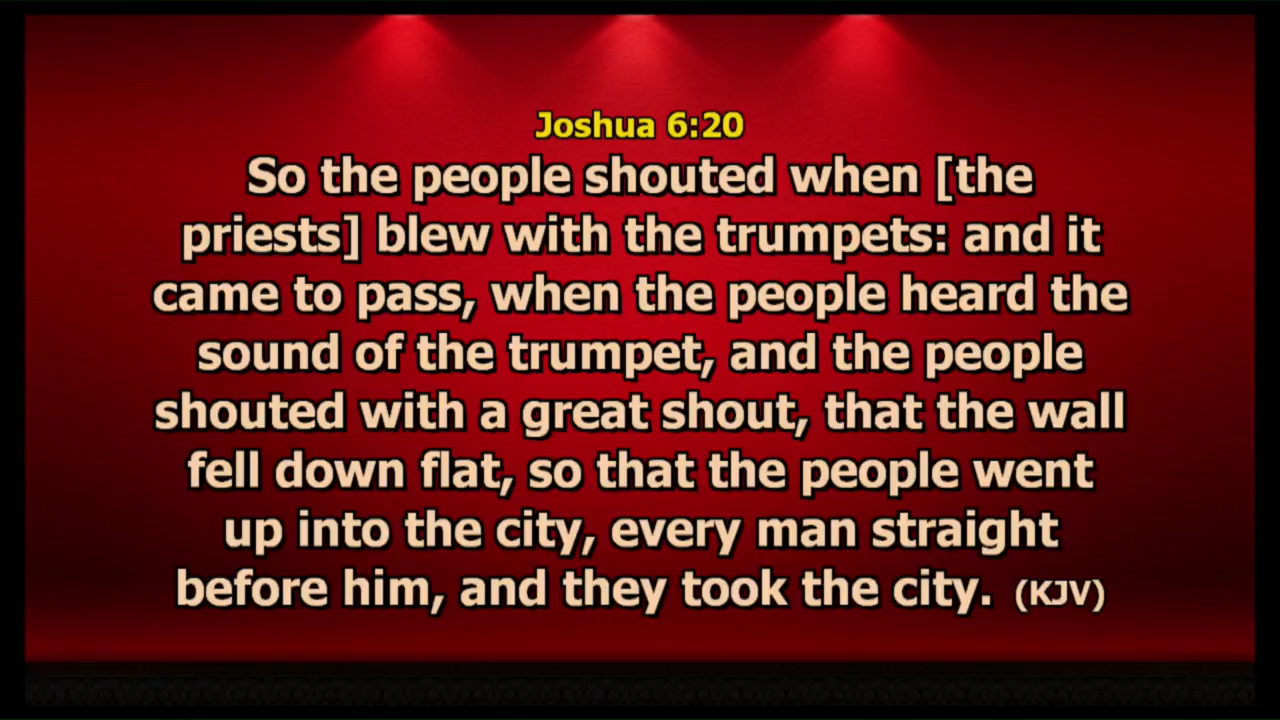 Joshua 6:20
So the people shouted when [the
priests] blew with the trumpets: and it
came to pass, when the people heard the
sound of the trumpet, and the people
shouted with a great shout, that the wall
fell down flat, so that the people went
up into the city, every man straight
before him, and they took the city. (KJV)